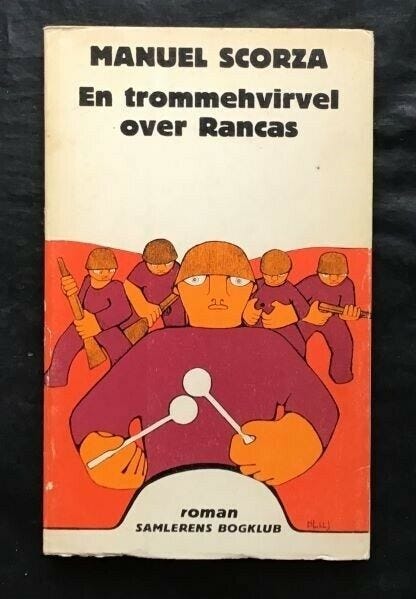 MANUEL SCORZA
En trommehvirvel
over Rancas
roman
SAMLERENS BOGKLUB